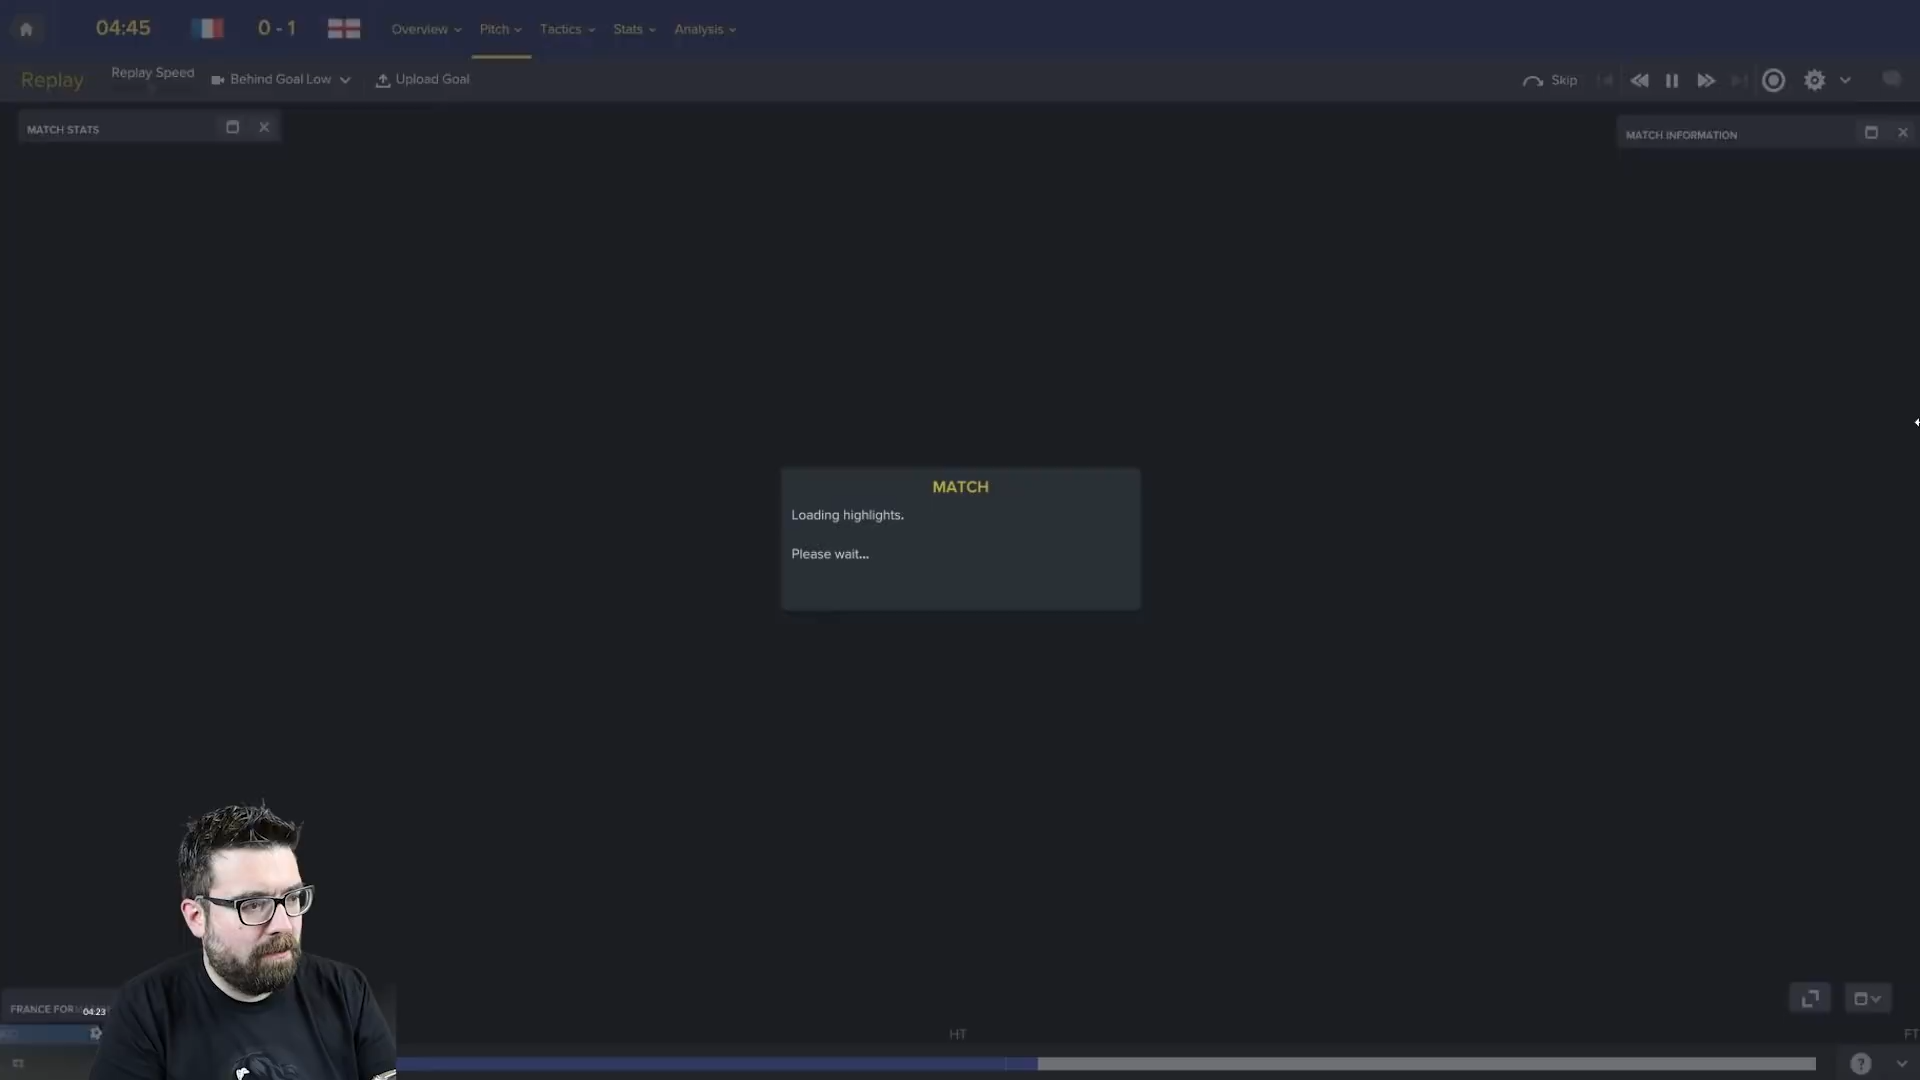 04:45
0 - 1
Overview
Pitch
Tactics
Stats
Analysis
Replay
Replay Speed
Behind Goal Low
Upload Goal
Skip
MATCH STATS
MATCH INFORMATION
MATCH
Loading highlights.
Please wait...
FRANCE FOR
04:23
HT
FT